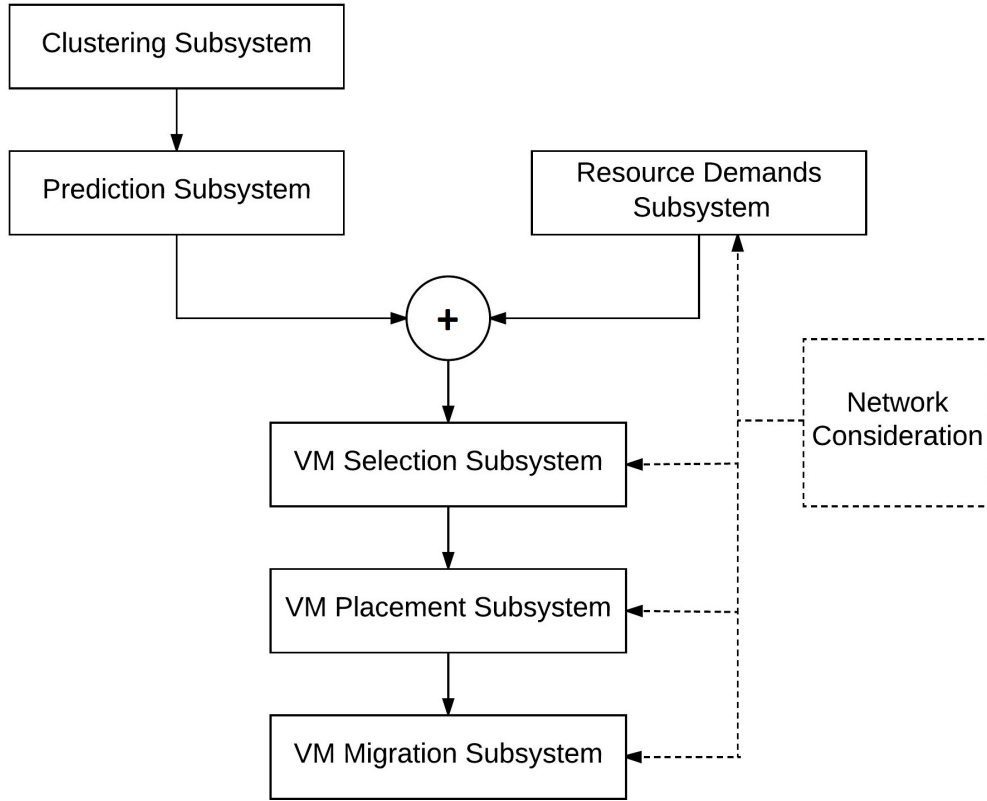 Clustering Subsystem
Prediction Subsystem
Resource Demands
Subsystem
+
Network
Consideration
VM Selection Subsystem
VM Placement Subsystem
VM Migration Subsystem